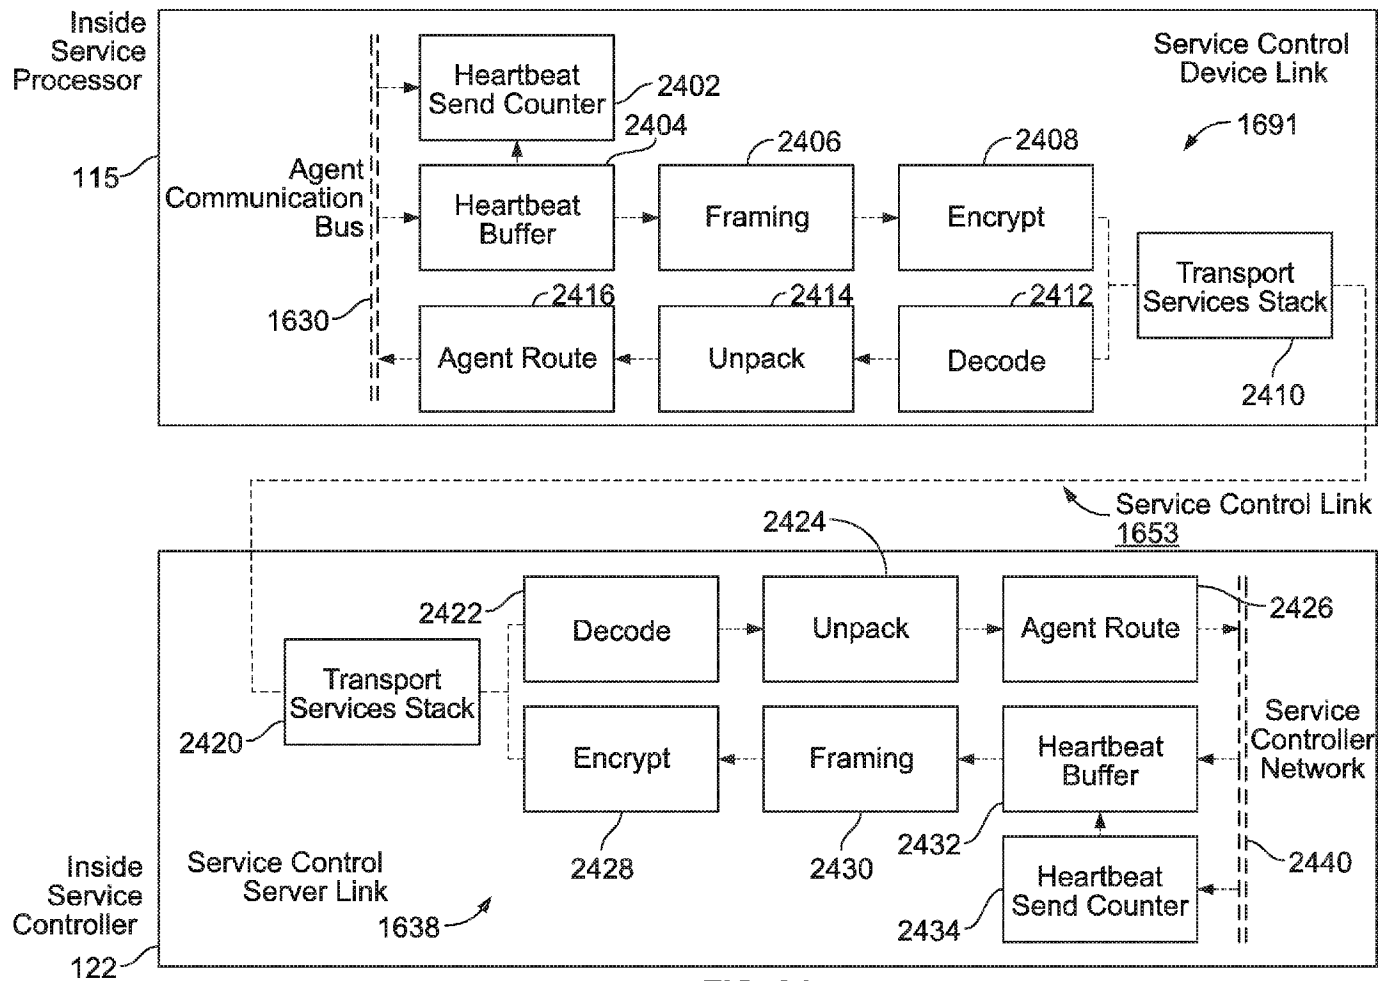 Inside
Service
Processor
115
Agent
Communication
Bus
1630
Heartbeat
Send Counter
2402
Service Control
Device Link
1691
2404
Heartbeat
Buffer
2406
Framing
2408
Encrypt
Transport
Services Stack
2410
2416
Agent Route
2414
Unpack
2412
Decode
Service Control Link
1653
2422
Decode
2424
Unpack
2426
Agent Route
Transport
Services Stack
2420
Encrypt
2428
Framing
2430
Heartbeat
Buffer
2432
Service
Controller
Network
2440
Heartbeat
Send Counter
2434
Service Control
Server Link
1638
Inside
Service
Controller
122